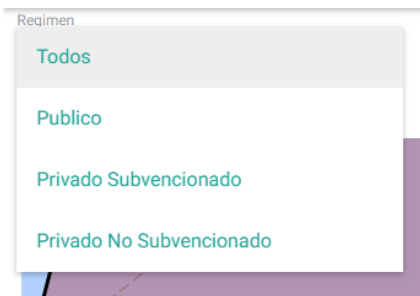 Regimen
Todos
Publico
Privado Subvencionado
Privado No Subvencionado